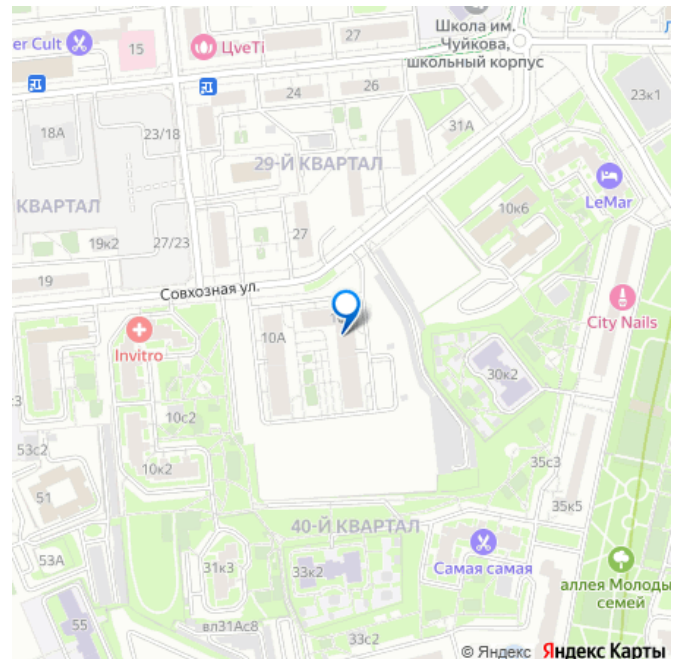 Школа им.
Чуйкова,
школьный корпус
er Cult
15
ЦveTi
27
24
26
23к1
18А
23/18
31А
29-Й КВАРТАЛ
КВАРТАЛ
10к6
LeMar
19к2
27/23
27
19
Совхозная ул.
City Nails
10А
Invitro
30к2
10с2
53с2
10к2
35с3
51
35к5
40-Й КВАРТАЛ
53А
31к3
33к2
Самая самая
аллея Молоды
семей
55
вл31Ас8
33с2
© Яндекс Яндекс Карты